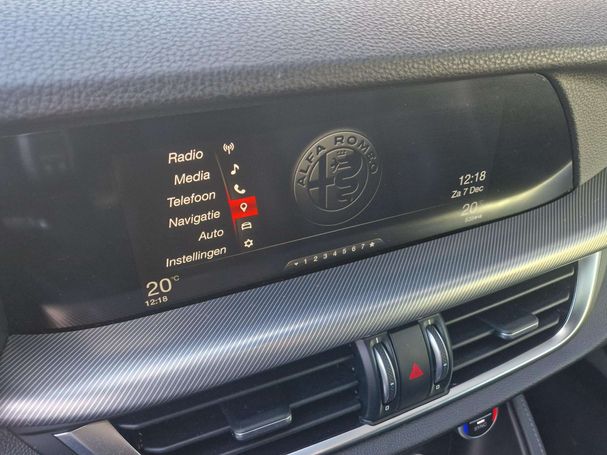 Radio
Media
Telefoon
Navigatie
Auto
Instellingen
20°C
12:18
ALFA ROMEO
12:18
Za 7 Dec
20
1 2 3 4 5 6 7
SYNC